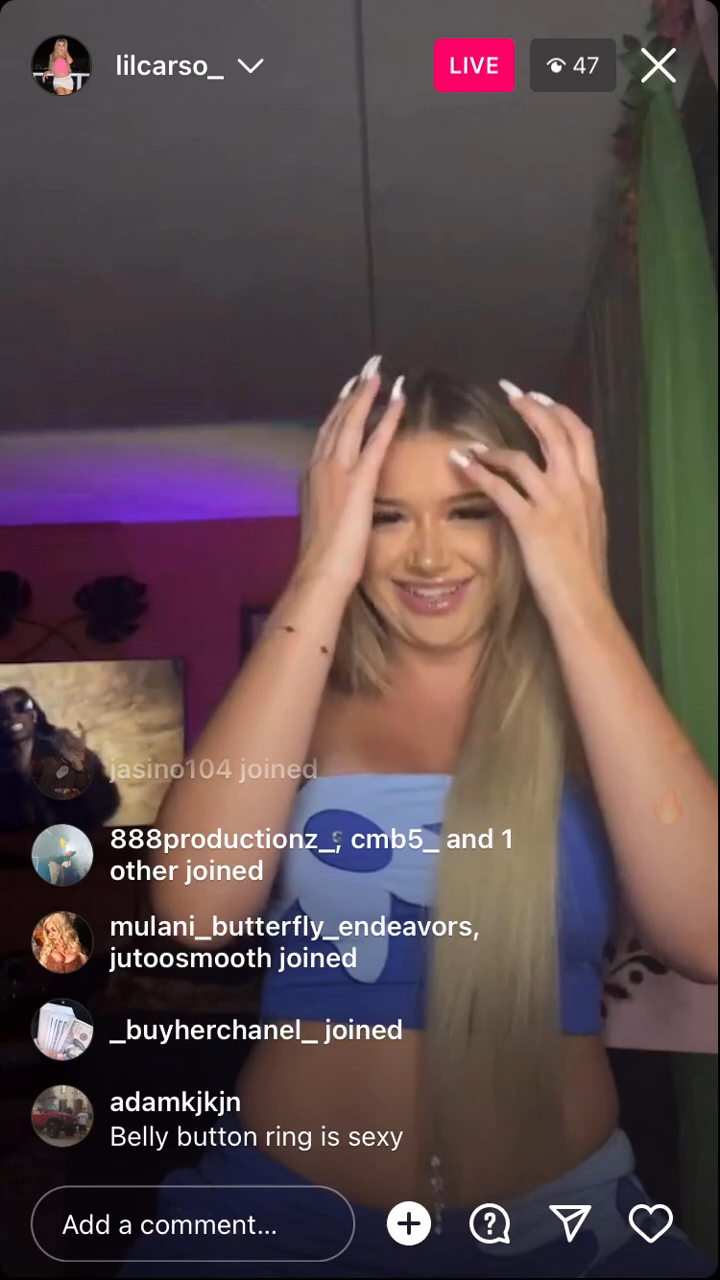 lilcarso_
LIVE
47
jasino104 joined
888productionz_, cmb5_ and 1
other joined
mulani_butterfly_endeavors,
jutoosmooth joined
_buyherchanel_ joined
adamkjkjn
Belly button ring is sexy
Add a comment...